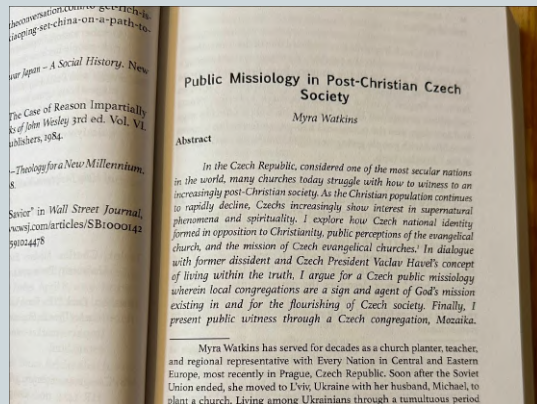 theconversation.com/to-get-rich-is-
xiaoping-set-china-on-a-path-to-
war Japan – A Social History. New
The Case of Reason Impartially
ks of John Wesley 3rd ed. Vol. VI.
ublishers, 1984.
– Theology for a New Millennium.
8.
Savior" in Wall Street Journal,
wwwsj.com/articles/SB1000142
591024478
Public Missiology in Post-Christian Czech
Society
Myra Watkins
Abstract
In the Czech Republic, considered one of the most secular nations
in the world, many churches today struggle with how to witness to an
increasingly post-Christian society. As the Christian population continues
to rapidly decline, Czechs increasingly show interest in supernatural
phenomena and spirituality. I explore how Czech national identity
formed in opposition to Christianity, public perceptions of the evangelical
church, and the mission of Czech evangelical churches.¹ In dialogue
with former dissident and Czech President Vaclav Havel's concept
of living within the truth, I argue for a Czech public missiology
wherein local congregations are a sign and agent of God's mission
existing in and for the flourishing of Czech society. Finally, I
present public witness through a Czech congregation, Mozaika.
Myra Watkins has served for decades as a church planter, teacher,
and regional representative with Every Nation in Central and Eastern
Europe, most recently in Prague, Czech Republic. Soon after the Soviet
Union ended, she moved to L'viv, Ukraine with her husband, Michael, to
plant a church. Living among Ukrainians through a tumultuous period